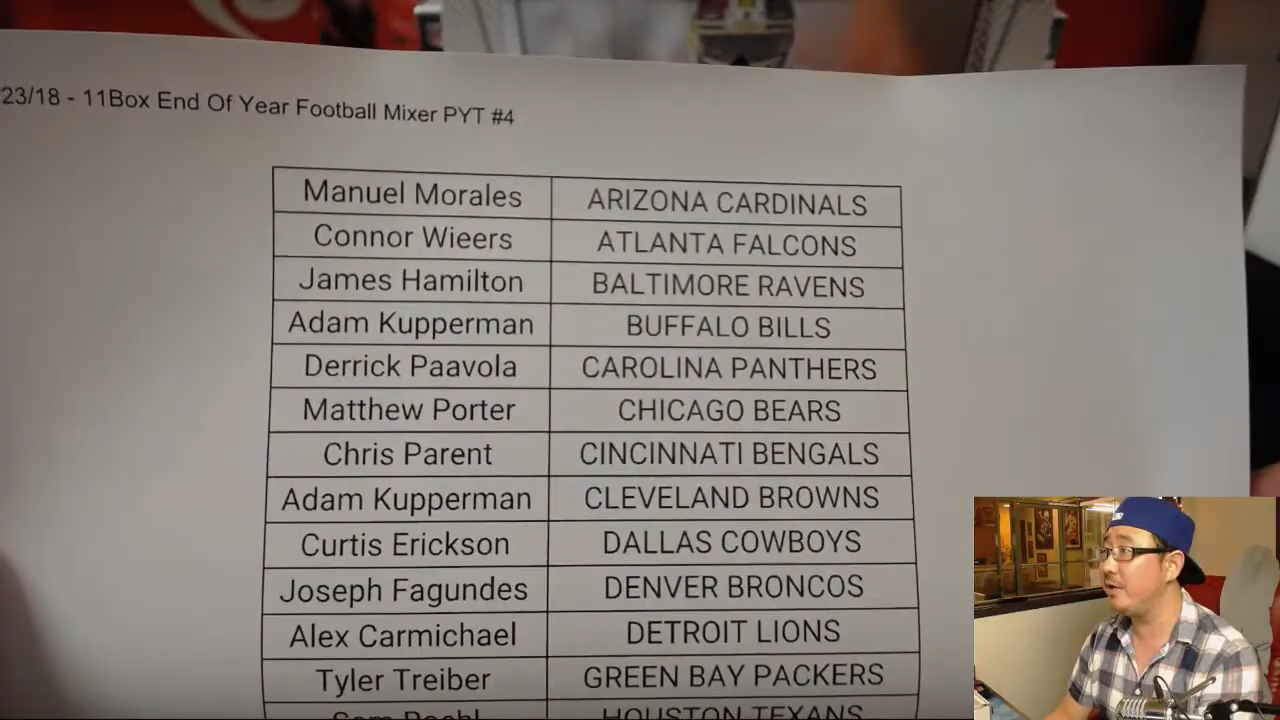 23/18 - 11Box End Of Year Football Mixer PYT #4
Manuel Morales ARIZONA CARDINALS
Connor Wieers ATLANTA FALCONS
James Hamilton BALTIMORE RAVENS
Adam Kupperman BUFFALO BILLS
Derrick Paavola CAROLINA PANTHERS
Matthew Porter CHICAGO BEARS
Chris Parent CINCINNATI BENGALS
Adam Kupperman CLEVELAND BROWNS
Curtis Erickson DALLAS COWBOYS
Joseph Fagundes DENVER BRONCOS
Alex Carmichael DETROIT LIONS
Tyler Treiber GREEN BAY PACKERS
HOUSTON TEXANS